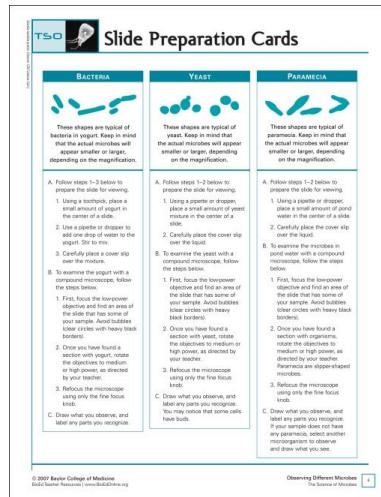 TSO
Slide Preparation Cards
BACTERIA
These shapes are typical of
bacteria in yogurt. Keep in mind
that the actual microbes will
appear smaller or larger,
depending on the magnification.
A. Follow steps 1–3 below to
prepare the slide for viewing.
1. Using a toothpick, place a
small amount of yogurt in
the center of a slide.
2. Use a pipette or dropper to
add one drop of water to the
yogurt. Stir to mix.
3. Carefully place a cover slip
over the mixture.
B. To examine the yogurt with a
compound microscope, follow
the steps below.
1. First, focus the low-power
objective and find an area of
the slide that has some of
your sample. Avoid bubbles
(clear circles with heavy black
borders).
2. Once you have found a
section with yogurt, rotate
the objectives to medium
or high power, as directed
by your teacher.
3. Refocus the microscope
using only the fine focus
knob.
C. Draw what you observe, and
label any parts you recognize.
YEAST
These shapes are typical of
yeast. Keep in mind that
the actual microbes will appear
smaller or larger, depending
on the magnification.
A. Follow steps 1–2 below to
prepare the slide for viewing.
1. Using a pipette or dropper,
place a small amount of yeast
mixture in the center of a
slide.
2. Carefully place the cover slip
over the liquid.
B. To examine the yeast with a
compound microscope, follow
the steps below.
1. First, focus the low-power
objective and find an area of
the slide that has some of
your sample. Avoid bubbles
(clear circles with heavy
black borders).
2. Once you have found a
section with yeast, rotate
the objectives to medium or
high power, as directed by
your teacher.
3. Refocus the microscope
using only the fine focus
knob.
C. Draw what you observe, and
label any parts you recognize.
You may notice that some cells
have buds.
PARAMECIA
These shapes are typical of
paramecia. Keep in mind that
the actual microbes will appear
smaller or larger, depending
on the magnification.
A. Follow steps 1–2 below to
prepare the slide for viewing.
1. Using a pipette or dropper,
place a small amount of pond
water in the center of a slide.
2. Carefully place the cover slip
over the liquid.
B. To examine the microbes in
pond water with a compound
microscope, follow the steps
below.
1. First, focus the low-power
objective and find an area of
the slide that has some of
your sample. Avoid bubbles
(clear circles with heavy black
borders).
2. Once you have found a
section with organisms,
rotate the objectives to
medium or high power, as
directed by your teacher.
Paramecia are slipper-shaped
microbes.
3. Refocus the microscope
using only the fine focus
knob.
C. Draw what you observe, and
label any parts you recognize.
If your sample does not have
any paramecia, select another
microorganism to observe
and draw what you see.
© 2007 Baylor College of Medicine
BioEd Teacher Resources | www.BioEdOnline.org
Observing Different Microbes
The Science of Microbes
4